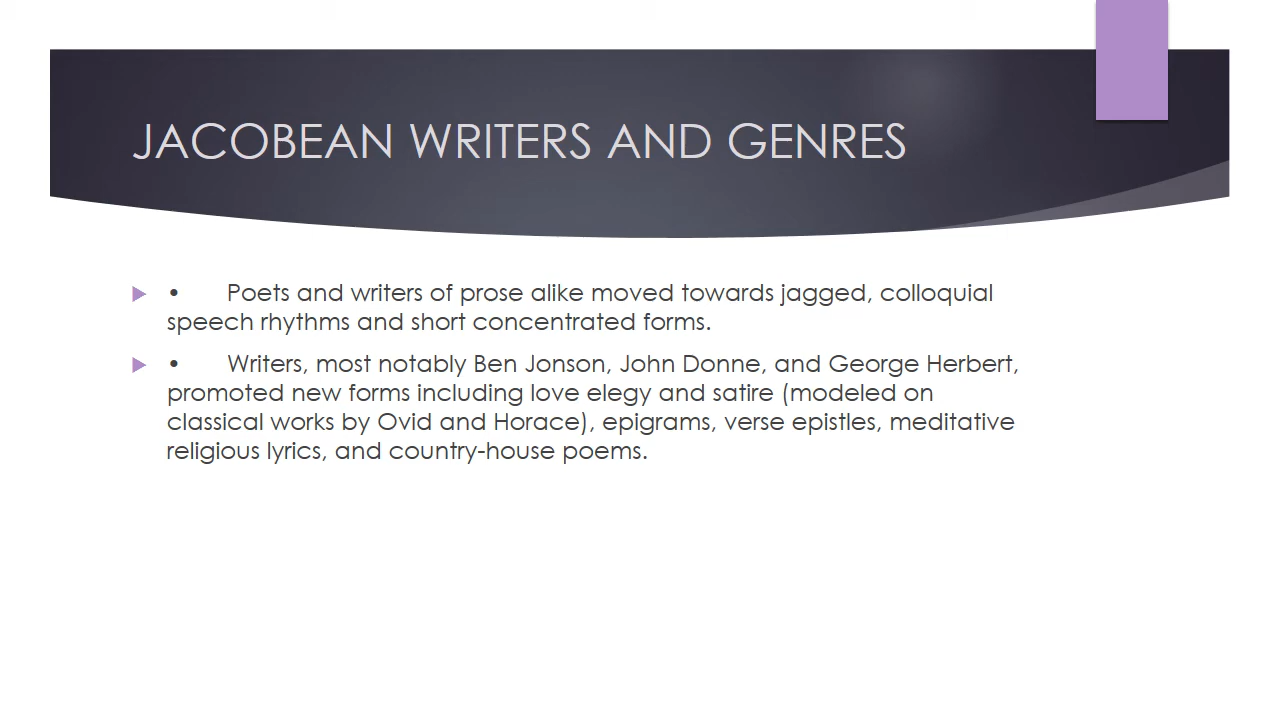 JACOBEAN WRITERS AND GENRES
• Poets and writers of prose alike moved towards jagged, colloquial
speech rhythms and short concentrated forms.
• Writers, most notably Ben Jonson, John Donne, and George Herbert,
promoted new forms including love elegy and satire (modeled on
classical works by Ovid and Horace), epigrams, verse epistles, meditative
religious lyrics, and country-house poems.